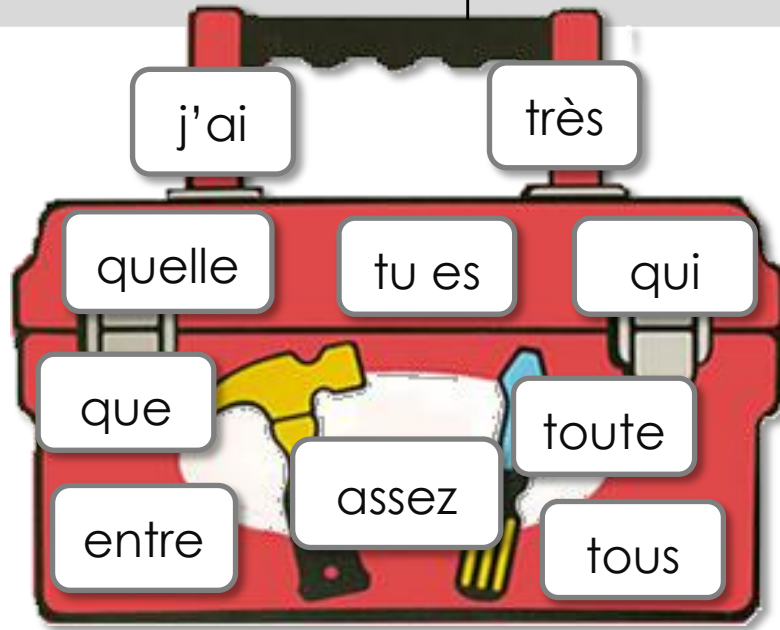 j'ai
très
quelle
tu es
qui
que
toute
assez
entre
tous